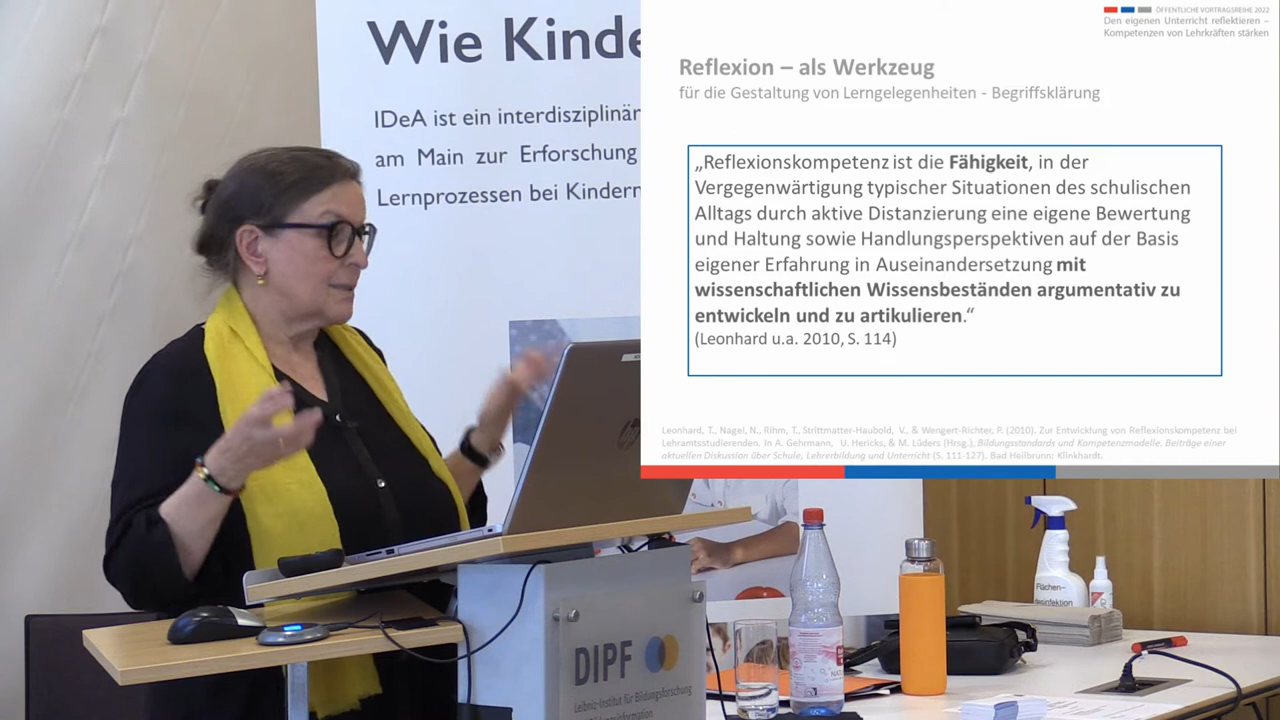 Wie Kinde
IDeA ist ein interdisziplinär
am Main zur Erforschung
Lernprozessen bei Kindern
ÖFFENTLICHE VORTRAGSREIHE 2022
Den eigenen Unterricht reflektieren –
Kompetenzen von Lehrkräften stärken
Reflexion – als Werkzeug
für die Gestaltung von Lerngelegenheiten - Begriffsklärung
„Reflexionskompetenz ist die Fähigkeit, in der
Vergegenwärtigung typischer Situationen des schulischen
Alltags durch aktive Distanzierung eine eigene Bewertung
und Haltung sowie Handlungsperspektiven auf der Basis
eigener Erfahrung in Auseinandersetzung mit
wissenschaftlichen Wissensbeständen argumentativ zu
entwickeln und zu artikulieren.“
(Leonhard u.a. 2010, S. 114)
Leonhard, T., Nagel, N., Rihm, T., Strittmatter-Haubold, V., & Wengert-Richter, P. (2010). Zur Entwicklung von Reflexionskompetenz bei
Lehramtsstudierenden. In A. Gehrmann, U. Hericks, & M. Lüders (Hrsg.), Bildungsstandards und Kompetenzmodelle. Beiträge einer
aktuellen Diskussion über Schule, Lehrerbildung und Unterricht (S. 111-127). Bad Heilbrunn: Klinkhardt.
Flächen-
desinfektion
DIPF
Leibniz-Institut für Bildungsforschung